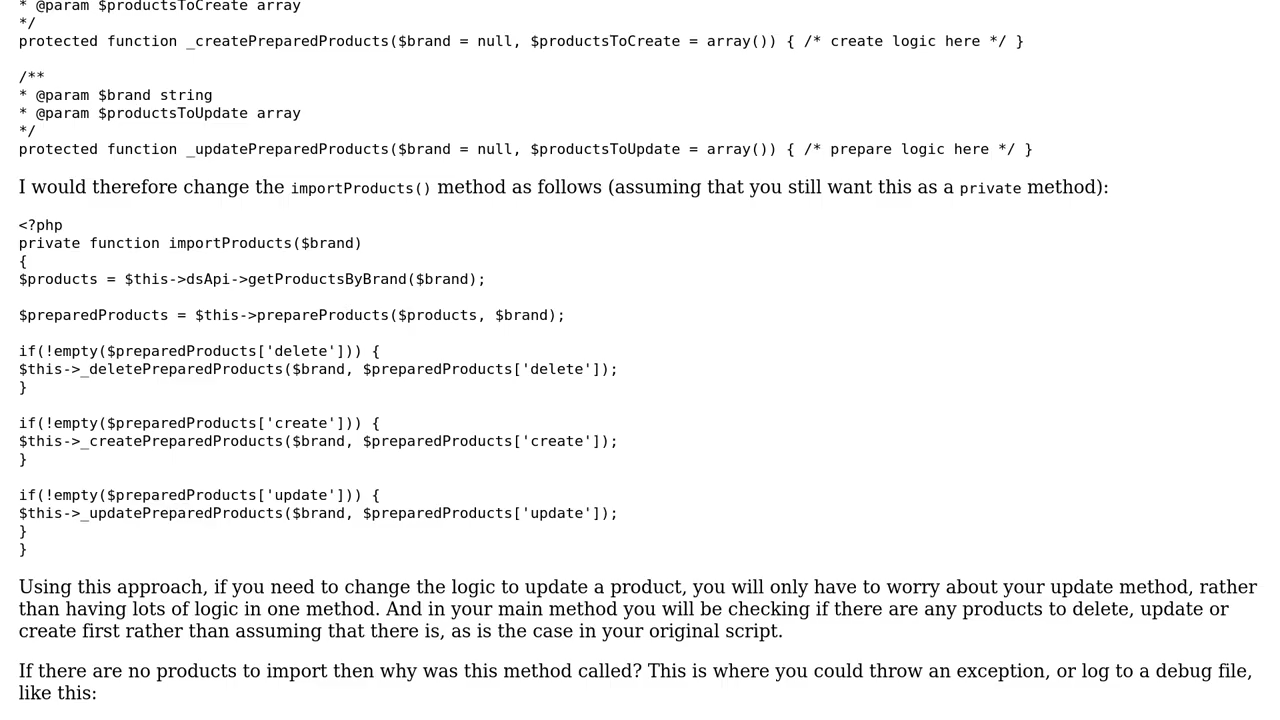 * @param $productsToCreate array
*/
protected function _createPreparedProducts($brand = null, $productsToCreate = array()) { /* create logic here */ }
/**
* @param $brand string
* @param $productsToUpdate array
*/
protected function _updatePreparedProducts($brand = null, $productsToUpdate = array()) { /* prepare logic here */ }
I would therefore change the importProducts() method as follows (assuming that you still want this as a private method):
<?php
private function importProducts($brand)
{
$products = $this->dsApi->getProductsByBrand($brand);
$preparedProducts = $this->prepareProducts($products, $brand);
if(!empty($preparedProducts['delete'])) {
$this->_deletePreparedProducts($brand, $preparedProducts['delete']);
}
if(!empty($preparedProducts['create'])) {
$this->_createPreparedProducts($brand, $preparedProducts['create']);
}
if(!empty($preparedProducts['update'])) {
$this->_updatePreparedProducts($brand, $preparedProducts['update']);
}
}
Using this approach, if you need to change the logic to update a product, you will only have to worry about your update method, rather
than having lots of logic in one method. And in your main method you will be checking if there are any products to delete, update or
create first rather than assuming that there is, as is the case in your original script.
If there are no products to import then why was this method called? This is where you could throw an exception, or log to a debug file,
like this: